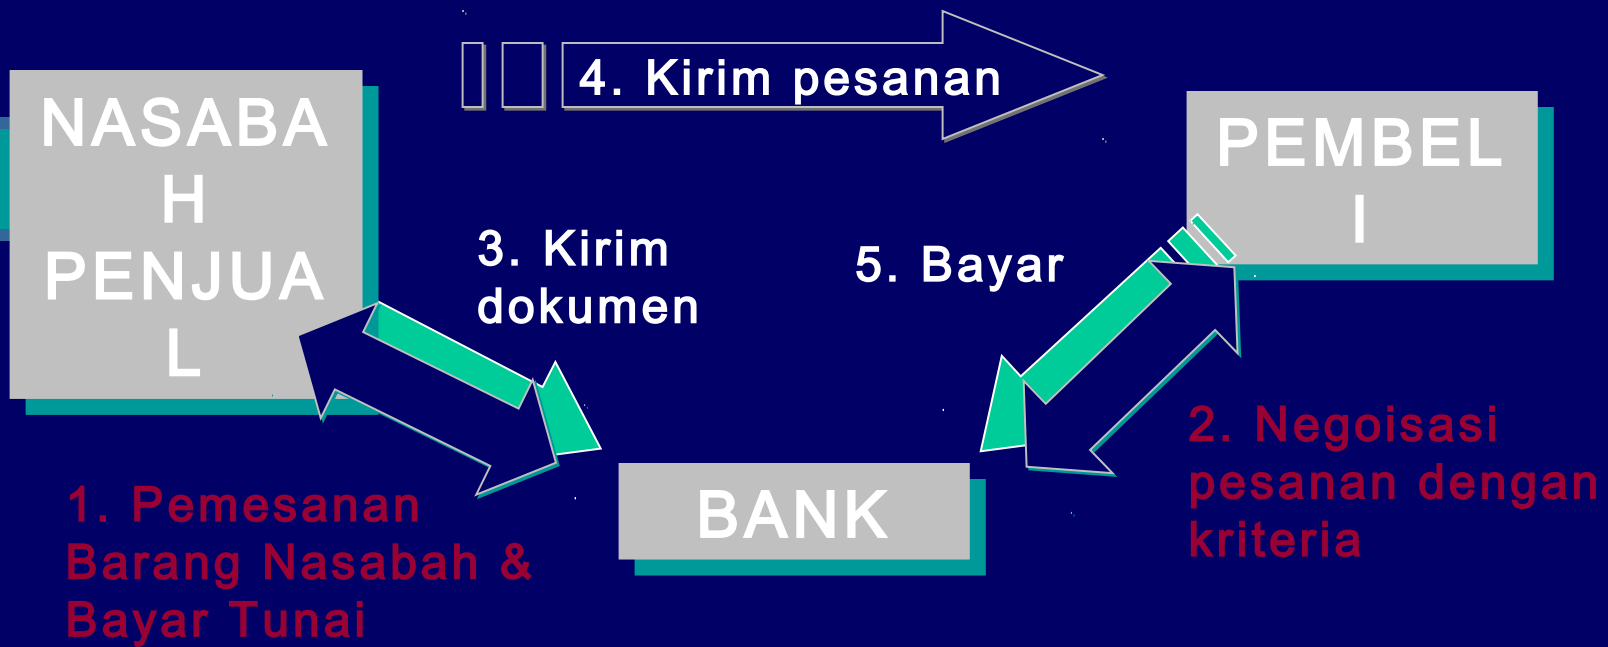 4. Kirim pesanan
NASABA
H
PENJUA
L
PEMBEL
I
3. Kirim
dokumen
5. Bayar
2. Negoisasi
pesanan dengan
kriteria
BANK
1. Pemesanan
Barang Nasabah &
Bayar Tunai